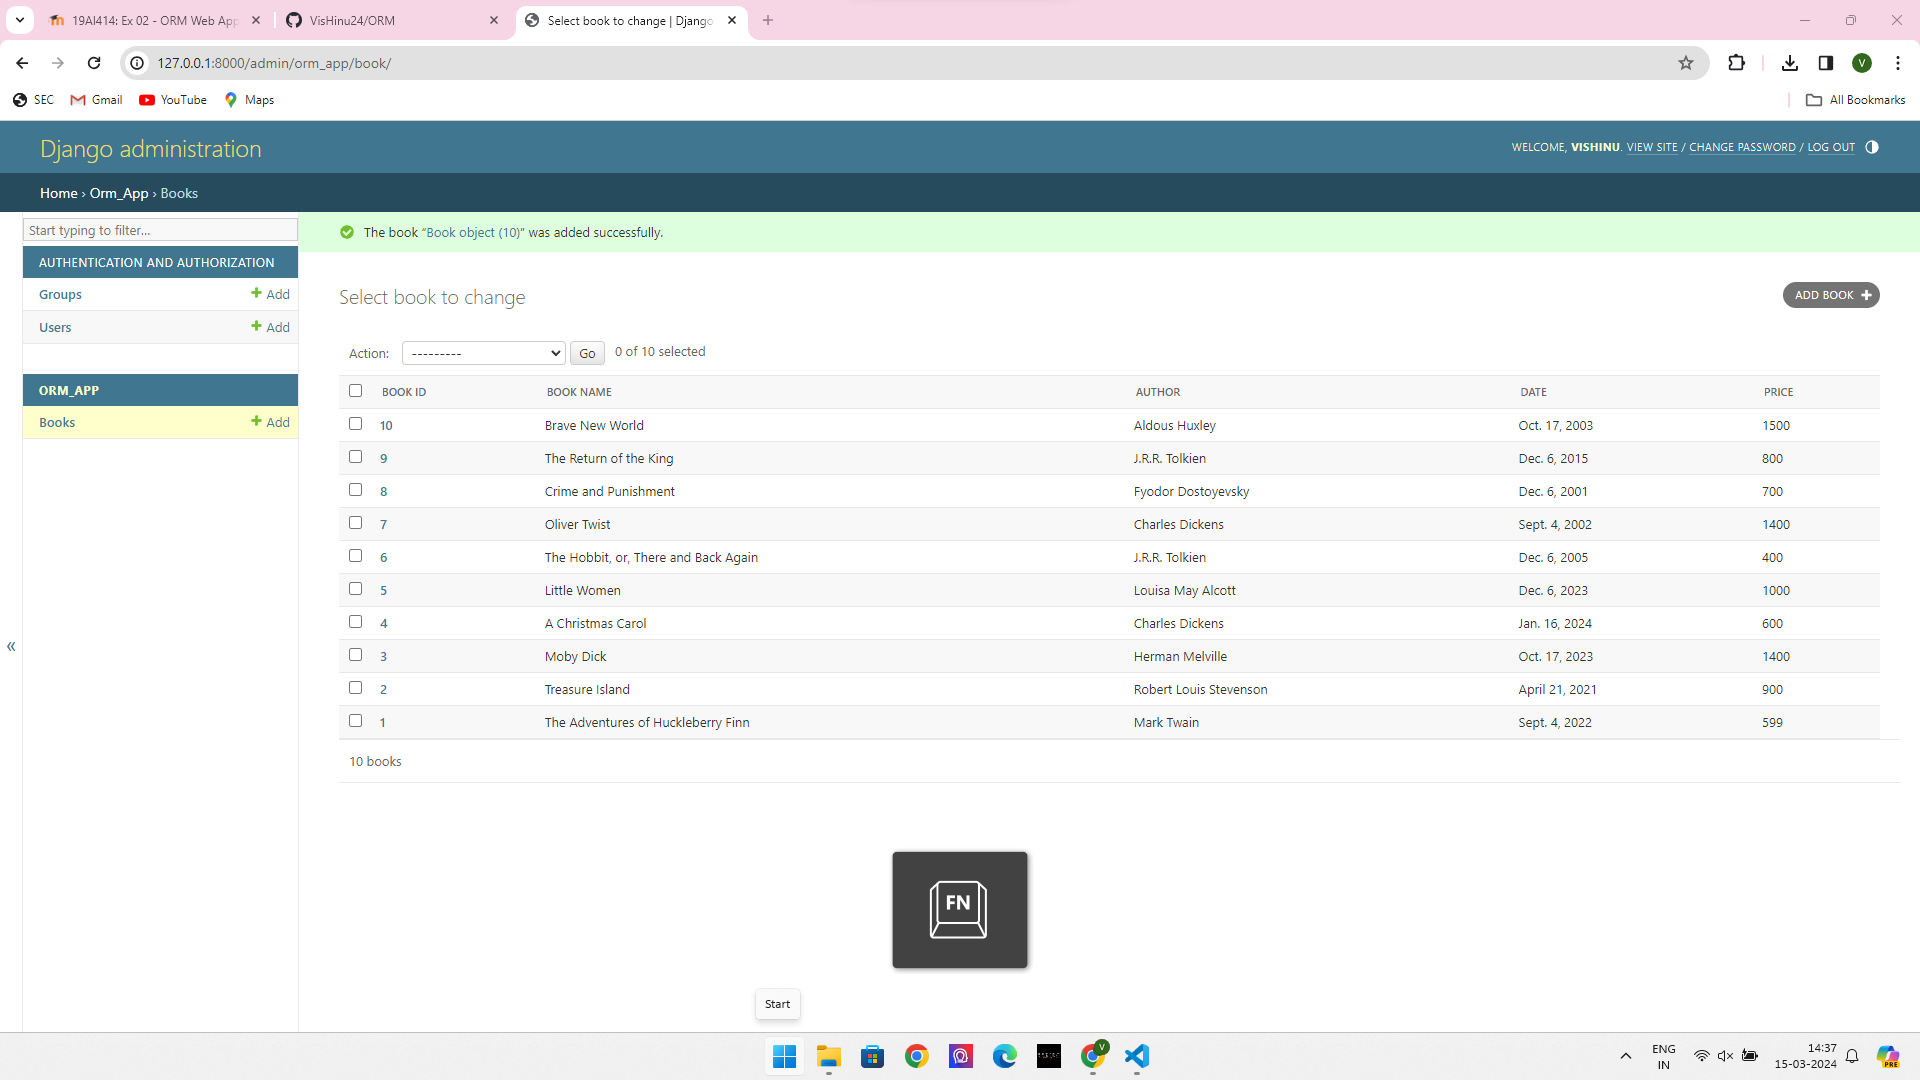 19AI414: Ex 02 - ORM Web App
VisHinu24/ORM
Select book to change | Django
127.0.0.1:8000/admin/orm_app/book/
V
SEC
Gmail
YouTube
Maps
All Bookmarks
Django administration
WELCOME, VISHINU. VIEW SITE / CHANGE PASSWORD / LOG OUT
Home › Orm_App › Books
Start typing to filter...
The book “Book object (10)” was added successfully.
AUTHENTICATION AND AUTHORIZATION
Groups + Add
Users + Add
ORM_APP
Books + Add
Select book to change
ADD BOOK +
Action: --------- Go 0 of 10 selected
BOOK ID BOOK NAME AUTHOR DATE PRICE
10 Brave New World Aldous Huxley Oct. 17, 2003 1500
9 The Return of the King J.R.R. Tolkien Dec. 6, 2015 800
8 Crime and Punishment Fyodor Dostoyevsky Dec. 6, 2001 700
7 Oliver Twist Charles Dickens Sept. 4, 2002 1400
6 The Hobbit, or, There and Back Again J.R.R. Tolkien Dec. 6, 2005 400
5 Little Women Louisa May Alcott Dec. 6, 2023 1000
4 A Christmas Carol Charles Dickens Jan. 16, 2024 600
3 Moby Dick Herman Melville Oct. 17, 2023 1400
2 Treasure Island Robert Louis Stevenson April 21, 2021 900
1 The Adventures of Huckleberry Finn Mark Twain Sept. 4, 2022 599
10 books
«
FN
Start
V
ENG
IN
14:37
15-03-2024
PRE